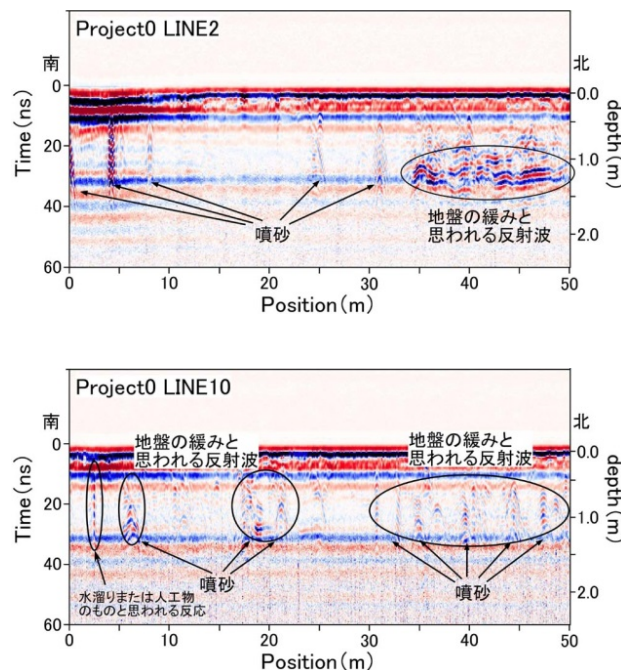 Project0 LINE2
南
北
0
20
40
60
Time(ns)
0.0
1.0
2.0
depth(m)
噴砂
地盤の緩みと
思われる反射波
0 10 20 30 40 50
Position(m)
Project0 LINE10
南
北
地盤の緩みと
思われる反射波
地盤の緩みと
思われる反射波
0
20
40
60
Time(ns)
0.0
1.0
2.0
depth(m)
噴砂
噴砂
水溜りまたは人工物
のものと思われる反応
0 10 20 30 40 50
Position(m)